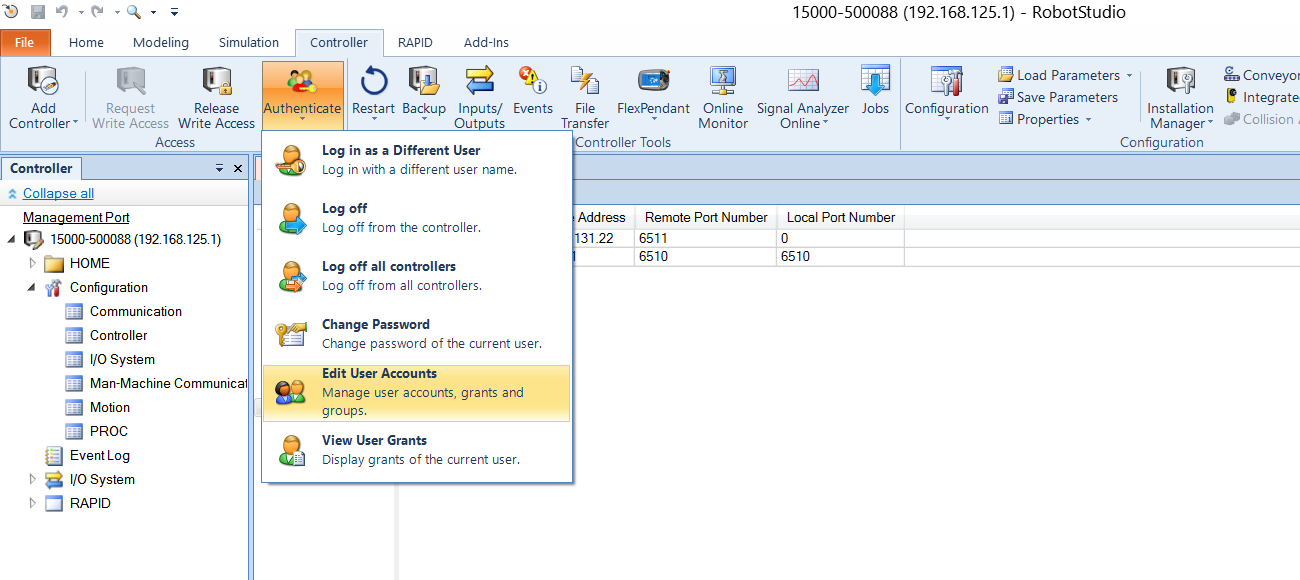 15000-500088 (192.168.125.1) - RobotStudio
File Home Modeling Simulation Controller RAPID Add-Ins
Add Controller
Request Write Access
Release Write Access
Authenticate
Restart
Backup
Inputs/ Outputs
Events
File Transfer
FlexPendant
Online Monitor
Signal Analyzer Online
Jobs
Configuration
Load Parameters
Save Parameters
Properties
Installation Manager
Conveyor
Integrate
Collision
Access
Controller Tools
Configuration
Controller
Collapse all
Management Port
15000-500088 (192.168.125.1)
HOME
Configuration
Communication
Controller
I/O System
Man-Machine Communicat
Motion
PROC
Event Log
I/O System
RAPID
Log in as a Different User
Log in with a different user name.
Log off
Log off from the controller.
Log off all controllers
Log off from all controllers.
Change Password
Change password of the current user.
Edit User Accounts
Manage user accounts, grants and
groups.
View User Grants
Display grants of the current user.
Address Remote Port Number Local Port Number
131.22 6511 0
1 6510 6510